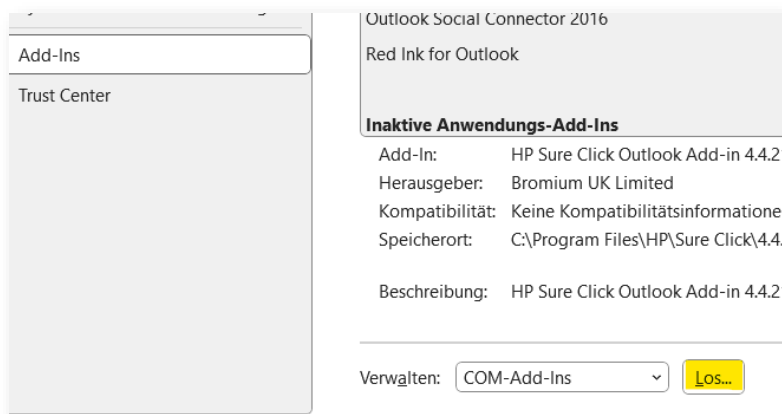 Add-Ins
Trust Center
Outlook Social Connector 2016
Red Ink for Outlook
Inaktive Anwendungs-Add-Ins
Add-In: HP Sure Click Outlook Add-in 4.4.2
Herausgeber: Bromium UK Limited
Kompatibilität: Keine Kompatibilitätsinformatione
Speicherort: C:\Program Files\HP\Sure Click\4.4.
Beschreibung: HP Sure Click Outlook Add-in 4.4.2
Verwalten: COM-Add-Ins Los...